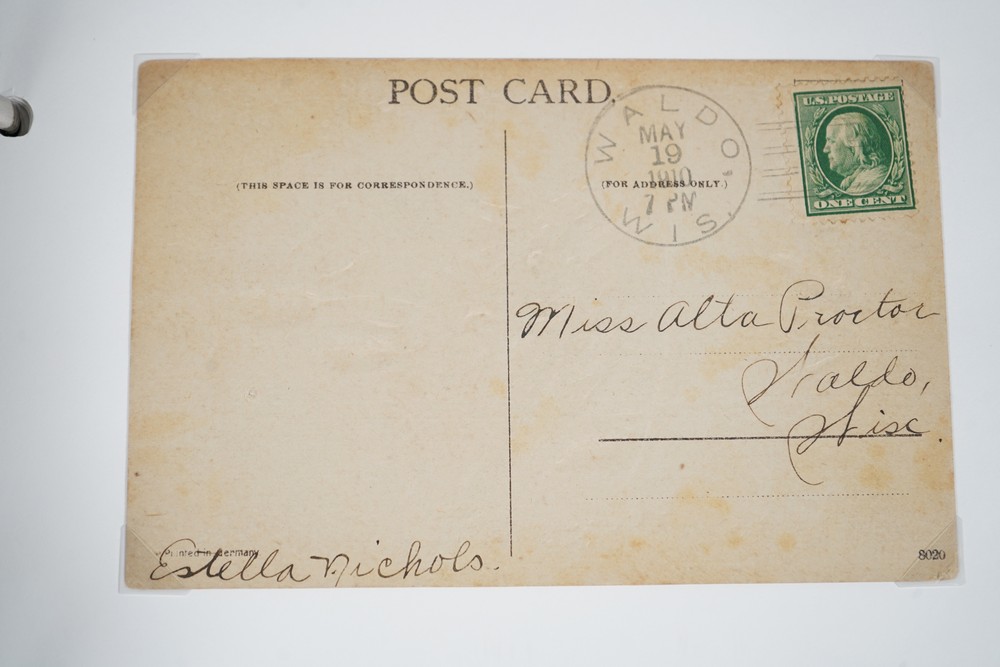 POST CARD.
WALDO,
MAY
19
1910
7 PM
WIS.
U.S. POSTAGE
ONE CENT
(THIS SPACE IS FOR CORRESPONDENCE.)
(FOR ADDRESS ONLY.)
Miss Alta Proctor
Waldo,
Wisc.
Printed in Germany
Estella Nichols.
8020